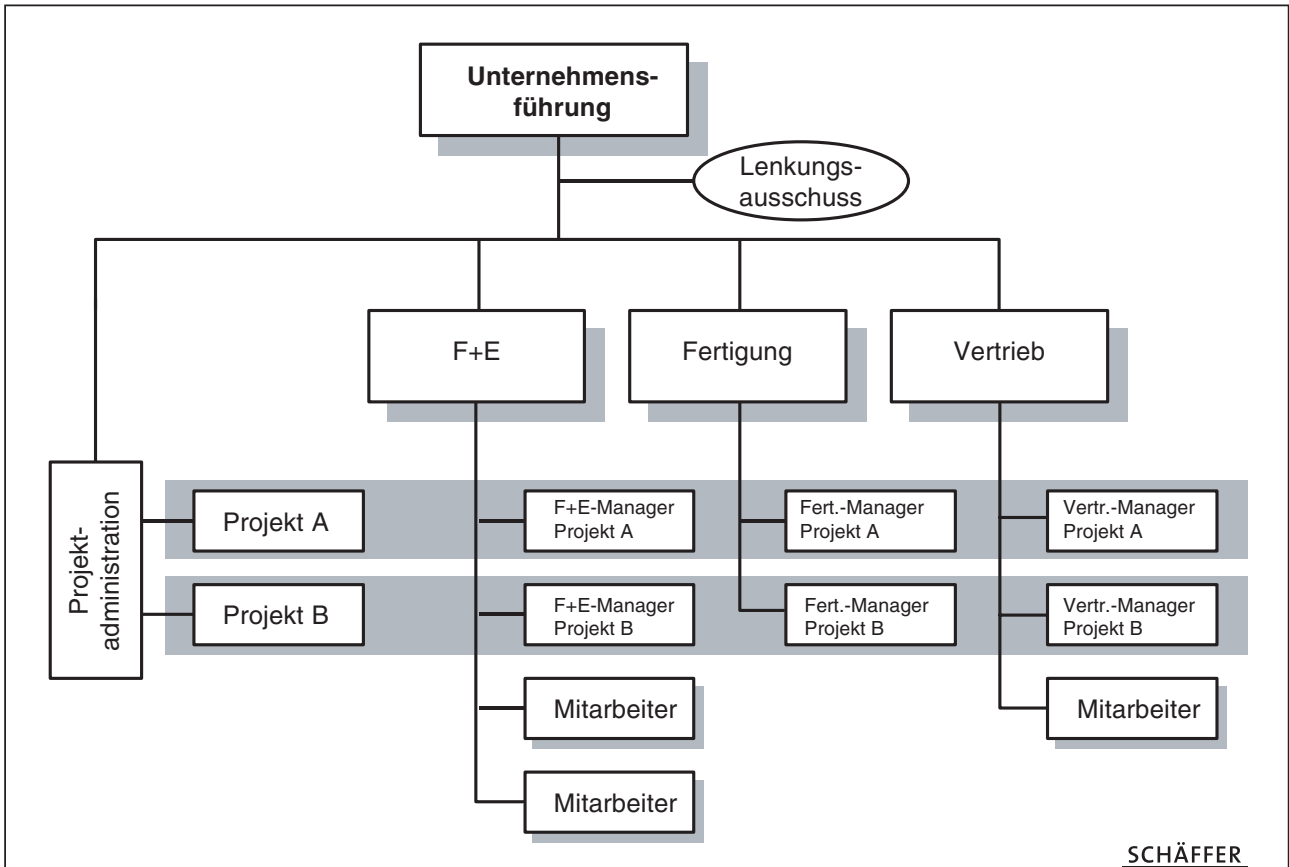 Unternehmens-
führung
Lenkungs-
ausschuss
F+E
Fertigung
Vertrieb
Projekt-
administration
Projekt A
F+E-Manager
Projekt A
Fert.-Manager
Projekt A
Vertr.-Manager
Projekt A
Projekt B
F+E-Manager
Projekt B
Fert.-Manager
Projekt B
Vertr.-Manager
Projekt B
Mitarbeiter
Mitarbeiter
Mitarbeiter
SCHÄFFER